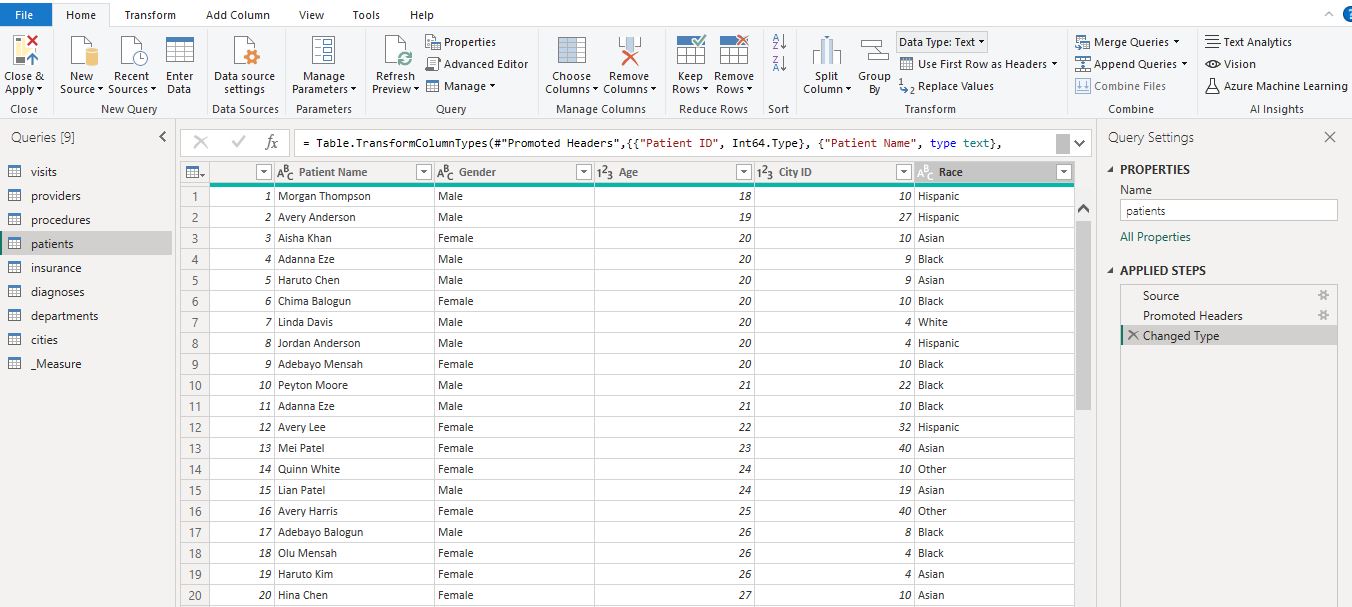 File Home Transform Add Column View Tools Help
Close & Apply New Source Recent Sources Enter Data Data source settings Manage Parameters Refresh Preview Properties Advanced Editor Manage Choose Columns Remove Columns Keep Rows Remove Rows Split Column Group By Data Type: Text Use First Row as Headers Replace Values Merge Queries Append Queries Combine Files Text Analytics Vision Azure Machine Learning
Close New Query Data Sources Parameters Query Manage Columns Reduce Rows Sort Transform Combine AI Insights
Queries [9]
visits
providers
procedures
patients
insurance
diagnoses
departments
cities
_Measure
fx = Table.TransformColumnTypes(#"Promoted Headers",{{"Patient ID", Int64.Type}, {"Patient Name", type text},
ABC Patient Name ABC Gender 123 Age 123 City ID ABC Race
1 1 Morgan Thompson Male 18 10 Hispanic
2 2 Avery Anderson Male 19 27 Hispanic
3 3 Aisha Khan Female 20 10 Asian
4 4 Adanna Eze Male 20 9 Black
5 5 Haruto Chen Male 20 9 Asian
6 6 Chima Balogun Female 20 10 Black
7 7 Linda Davis Male 20 4 White
8 8 Jordan Anderson Male 20 4 Hispanic
9 9 Adebayo Mensah Female 20 10 Black
10 10 Peyton Moore Male 21 22 Black
11 11 Adanna Eze Male 21 10 Black
12 12 Avery Lee Female 22 32 Hispanic
13 13 Mei Patel Female 23 40 Asian
14 14 Quinn White Female 24 10 Other
15 15 Lian Patel Male 24 19 Asian
16 16 Avery Harris Female 25 40 Other
17 17 Adebayo Balogun Male 26 8 Black
18 18 Olu Mensah Female 26 4 Black
19 19 Haruto Kim Female 26 4 Asian
20 20 Hina Chen Female 27 10 Asian
Query Settings
PROPERTIES
Name
patients
All Properties
APPLIED STEPS
Source
Promoted Headers
Changed Type